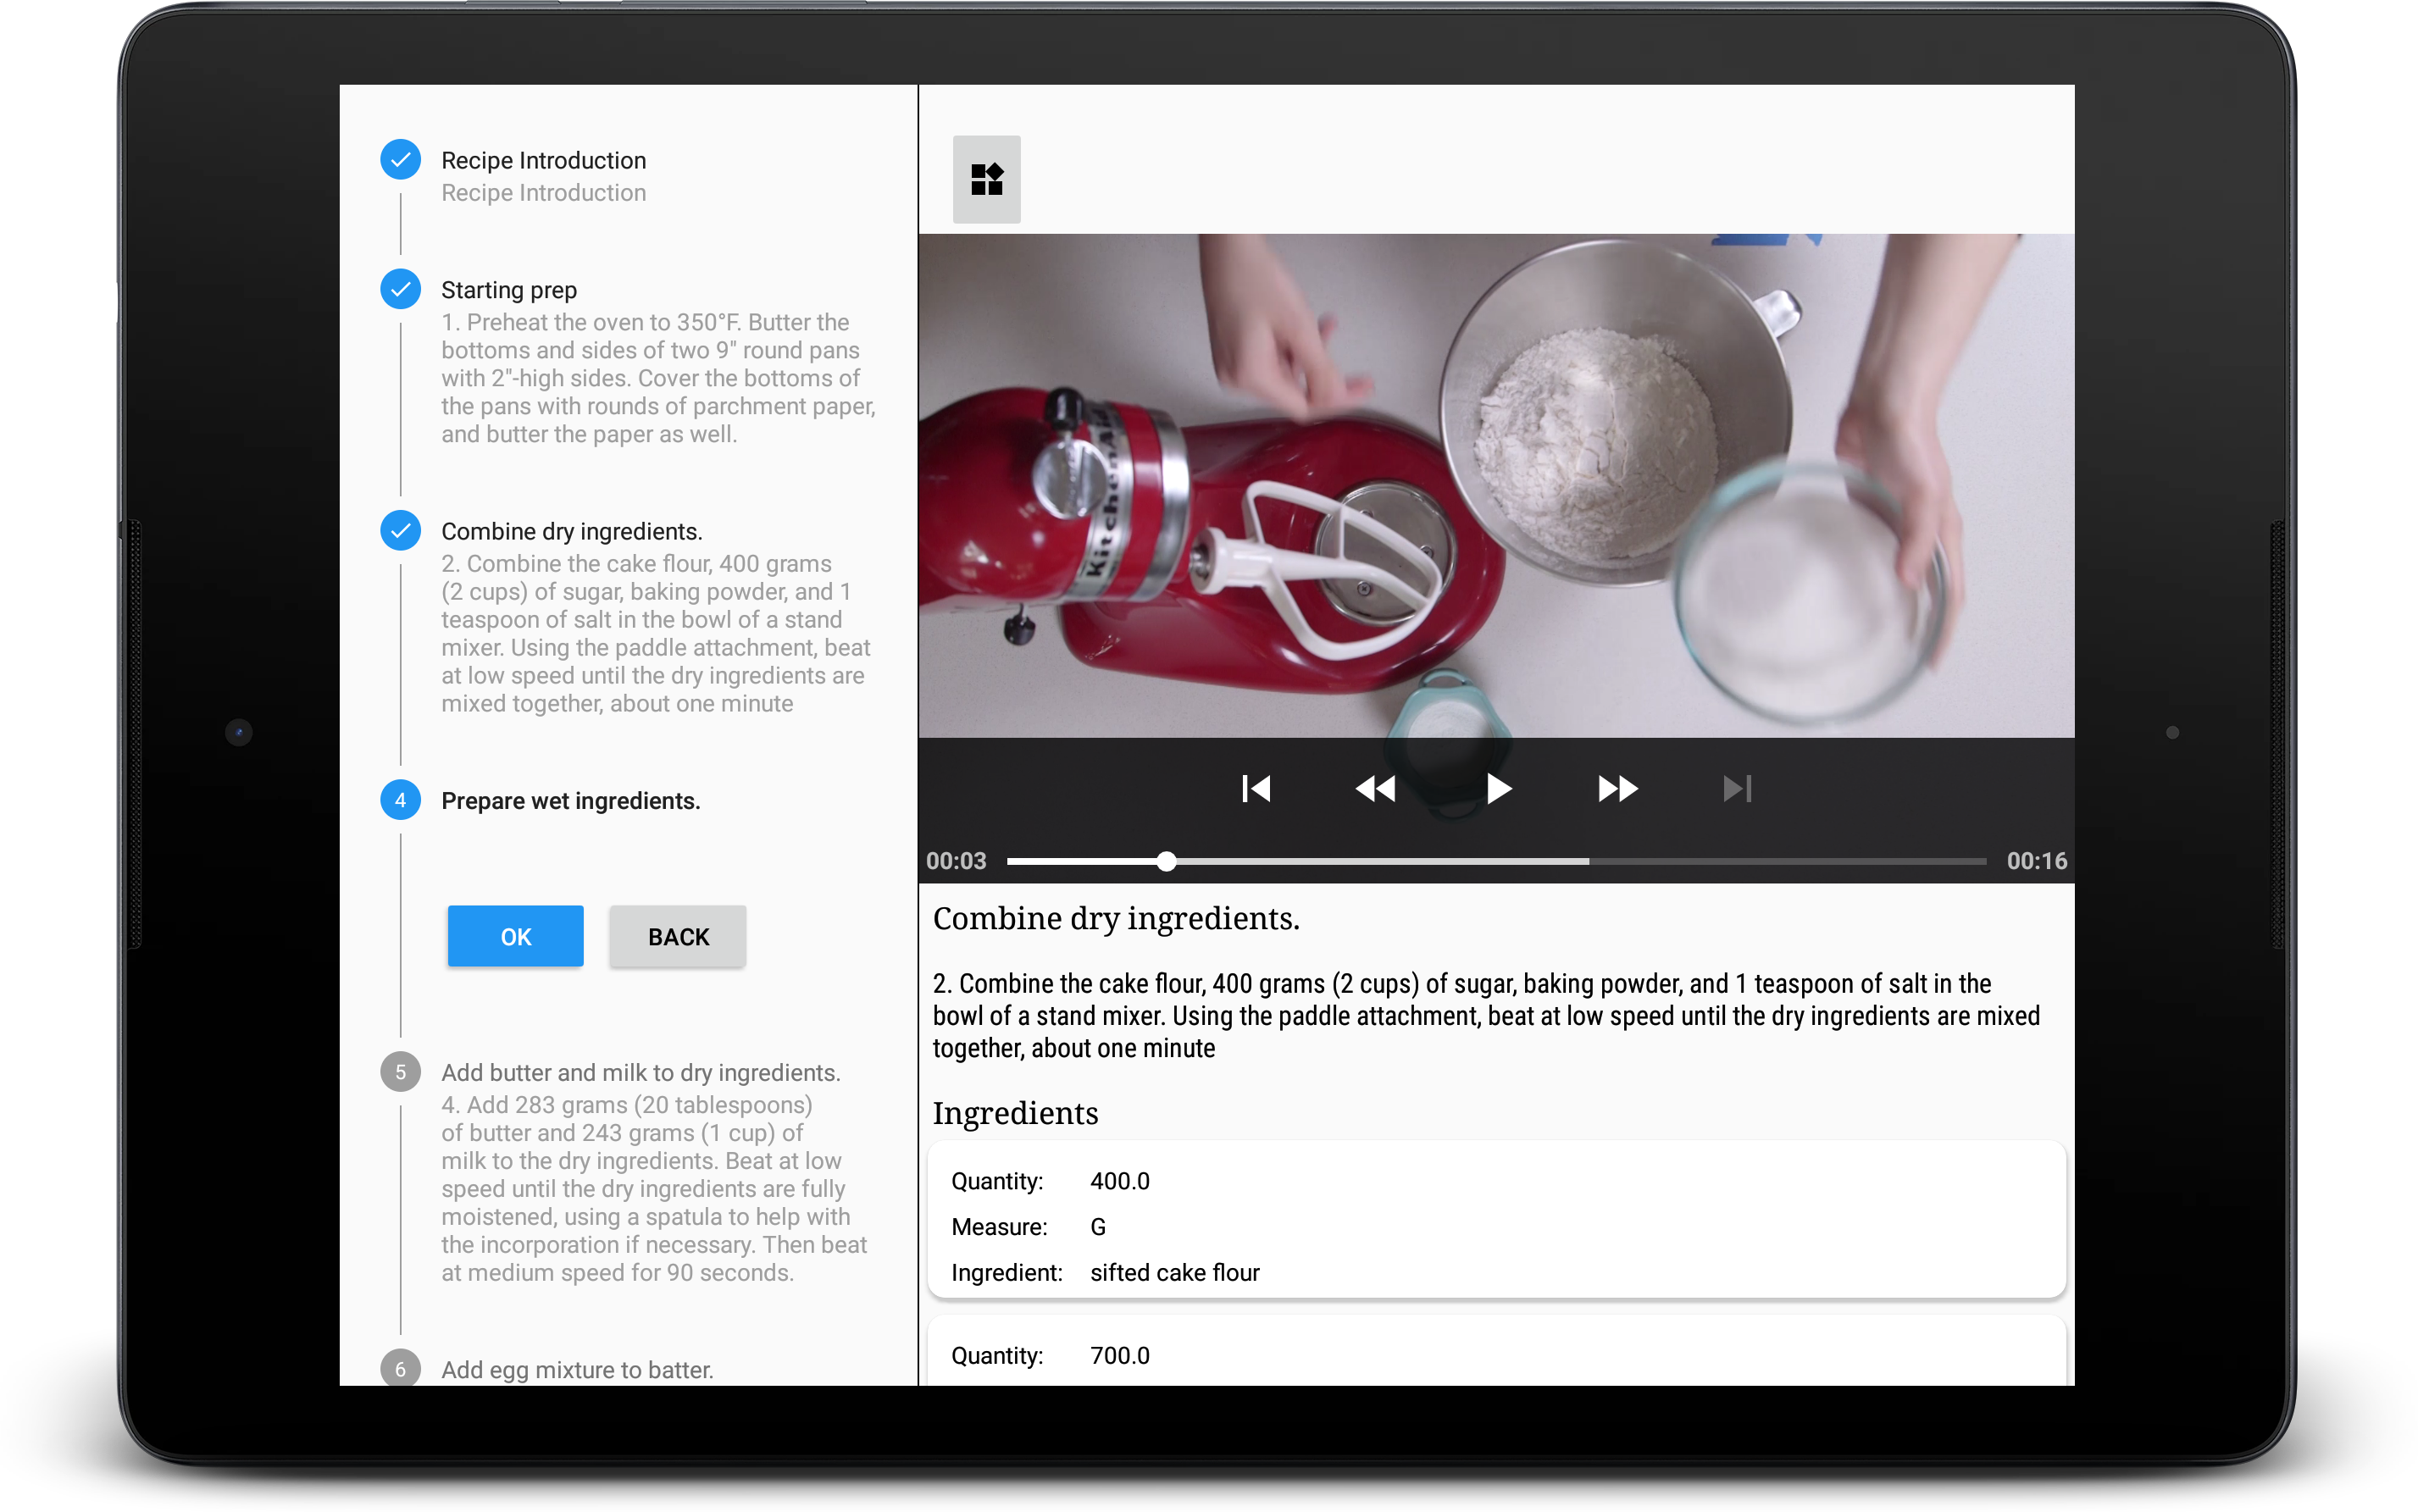 Recipe Introduction
Recipe Introduction
Starting prep
1. Preheat the oven to 350°F. Butter the
bottoms and sides of two 9" round pans
with 2"-high sides. Cover the bottoms of
the pans with rounds of parchment paper,
and butter the paper as well.
Combine dry ingredients.
2. Combine the cake flour, 400 grams
(2 cups) of sugar, baking powder, and 1
teaspoon of salt in the bowl of a stand
mixer. Using the paddle attachment, beat
at low speed until the dry ingredients are
mixed together, about one minute
4 Prepare wet ingredients.
OK BACK
5 Add butter and milk to dry ingredients.
4. Add 283 grams (20 tablespoons)
of butter and 243 grams (1 cup) of
milk to the dry ingredients. Beat at low
speed until the dry ingredients are fully
moistened, using a spatula to help with
the incorporation if necessary. Then beat
at medium speed for 90 seconds.
6 Add egg mixture to batter.
KitchenAid
00:03 00:16
Combine dry ingredients.
2. Combine the cake flour, 400 grams (2 cups) of sugar, baking powder, and 1 teaspoon of salt in the
bowl of a stand mixer. Using the paddle attachment, beat at low speed until the dry ingredients are mixed
together, about one minute
Ingredients
Quantity: 400.0
Measure: G
Ingredient: sifted cake flour
Quantity: 700.0